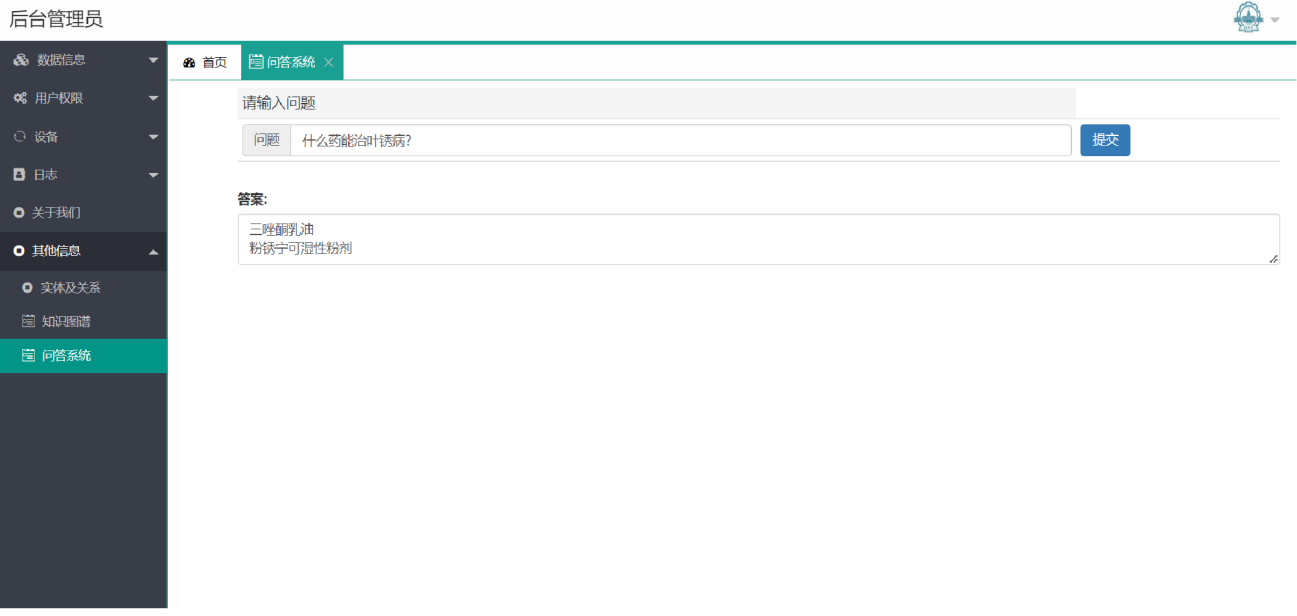 后台管理员
数据信息
用户权限
设备
日志
关于我们
其他信息
实体及关系
知识图谱
问答系统
首页 问答系统
请输入问题
问题 什么药能治叶锈病? 提交
答案:
三唑酮乳油
粉锈宁可湿性粉剂